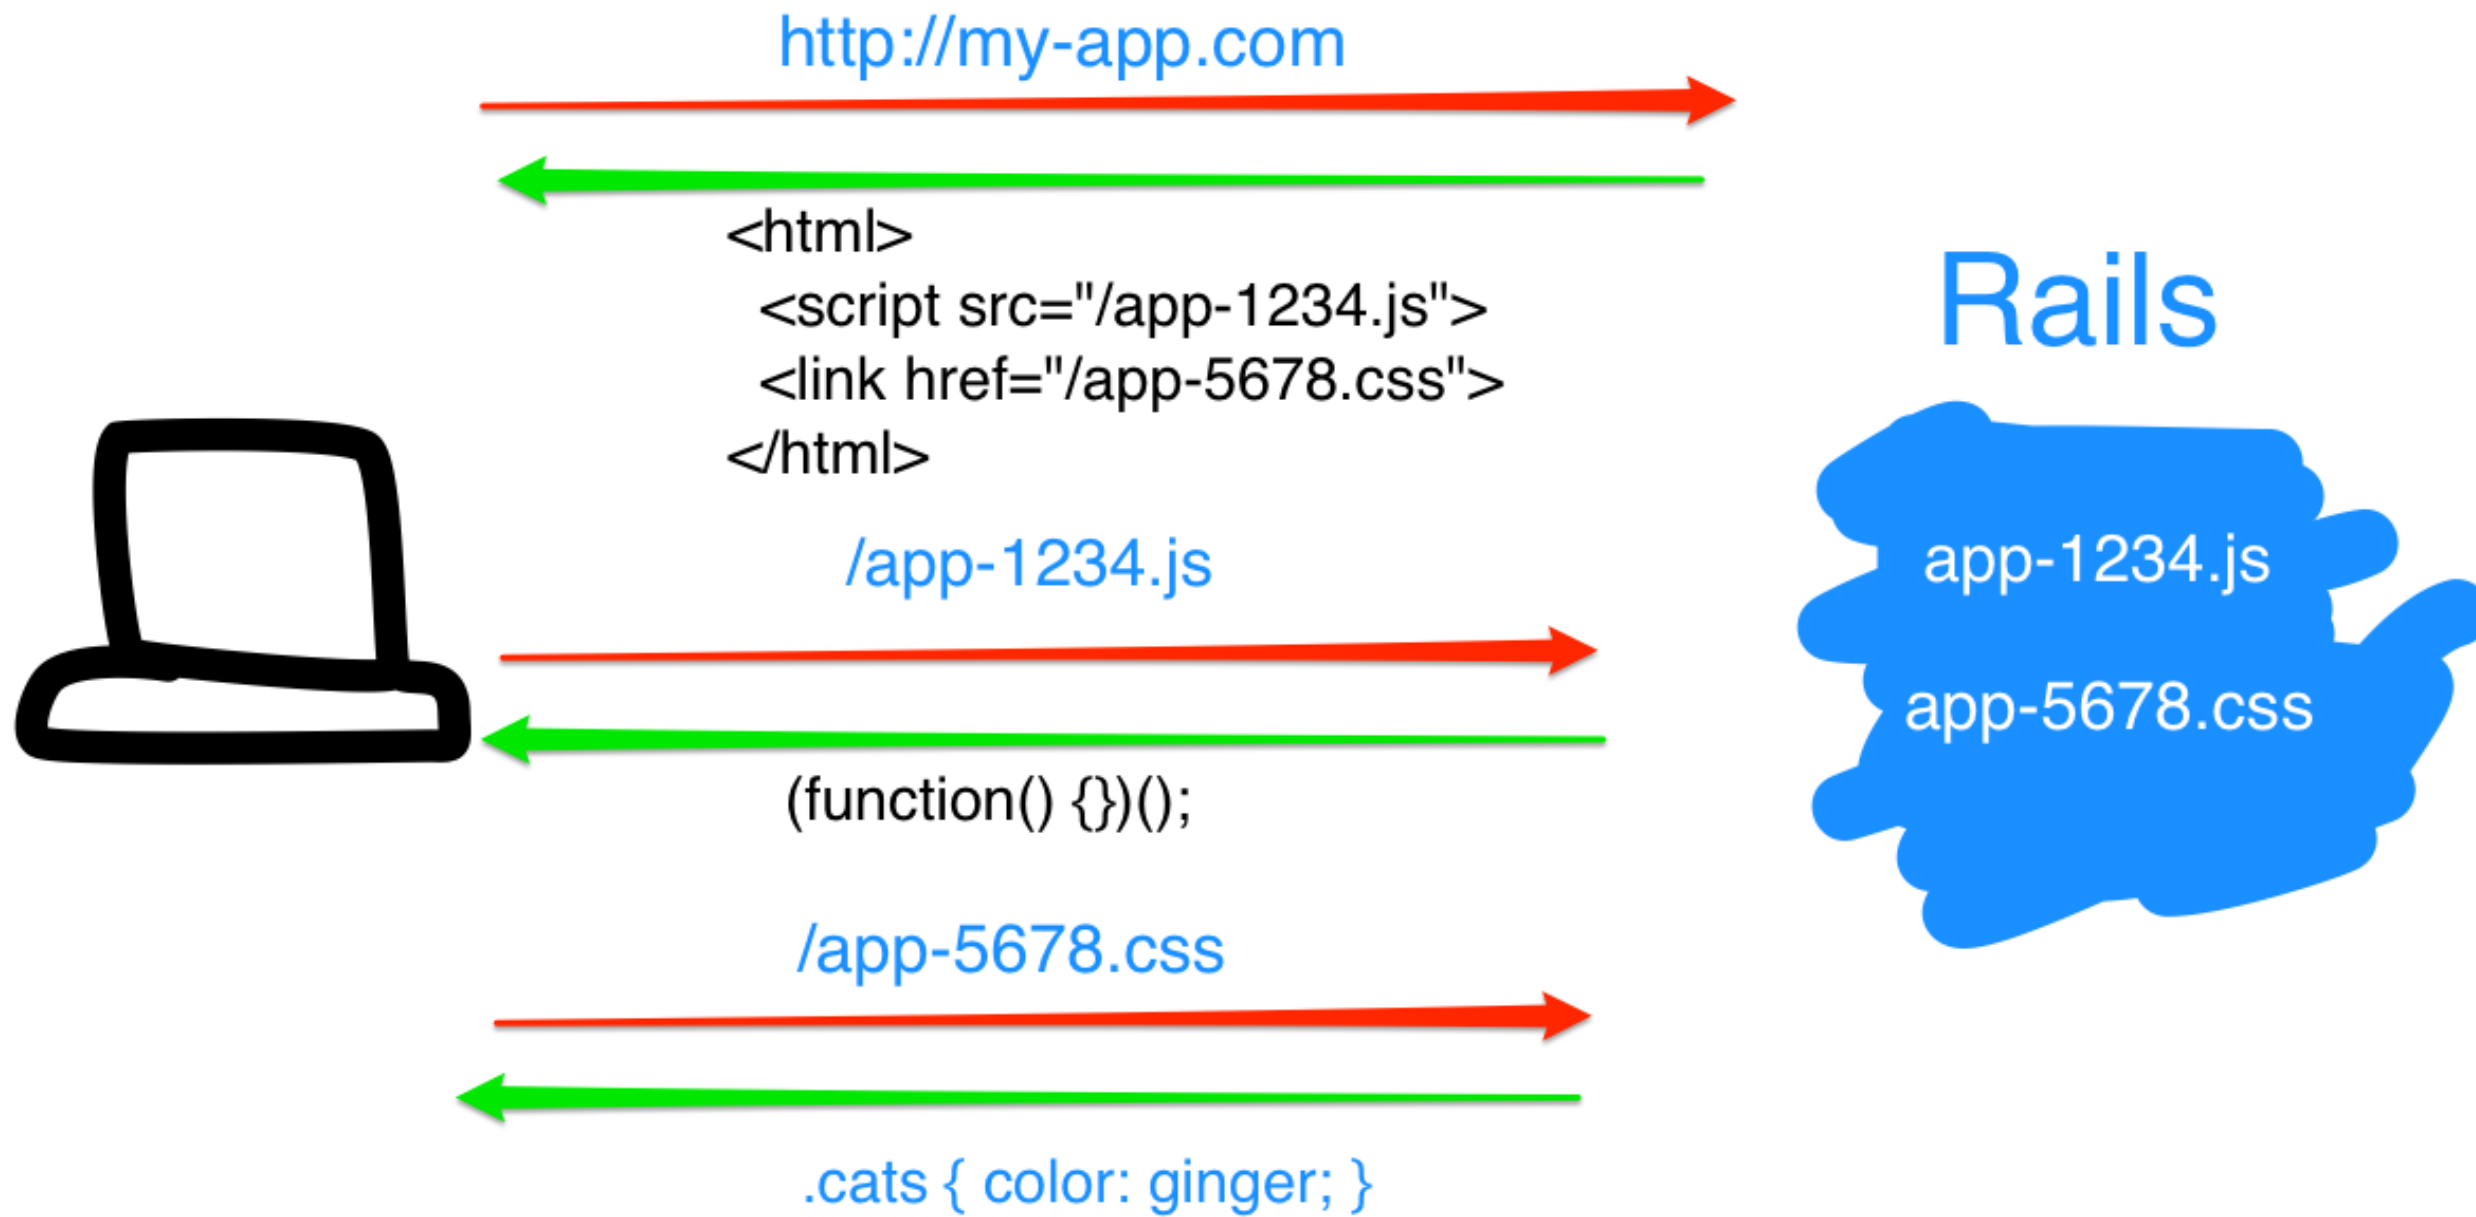 http://my-app.com
<html>
<script src="/app-1234.js">
<link href="/app-5678.css">
</html>
/app-1234.js
(function() {})();
/app-5678.css
.cats { color: ginger; }
Rails
app-1234.js
app-5678.css